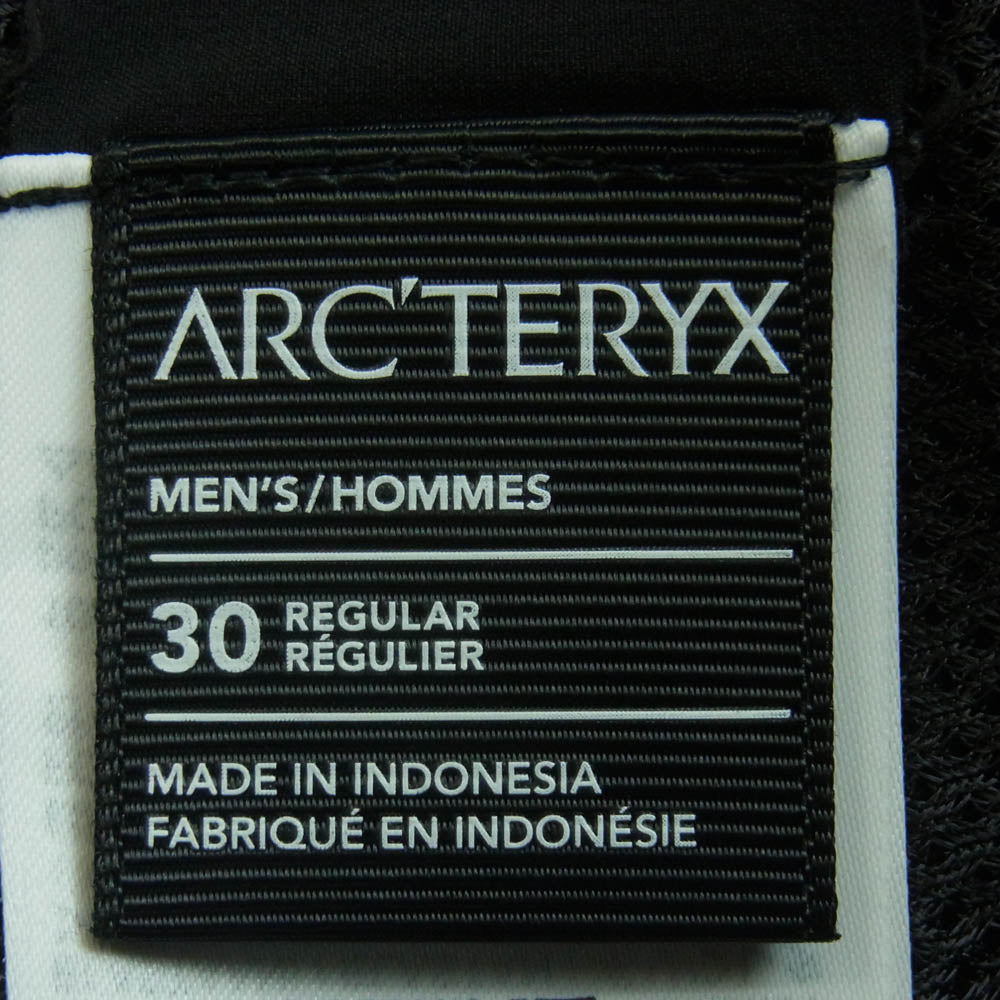 ARC'TERYX
MEN'S/HOMMES
30 REGULAR
RÉGULIER
MADE IN INDONESIA
FABRIQUÉ EN INDONÉSIE